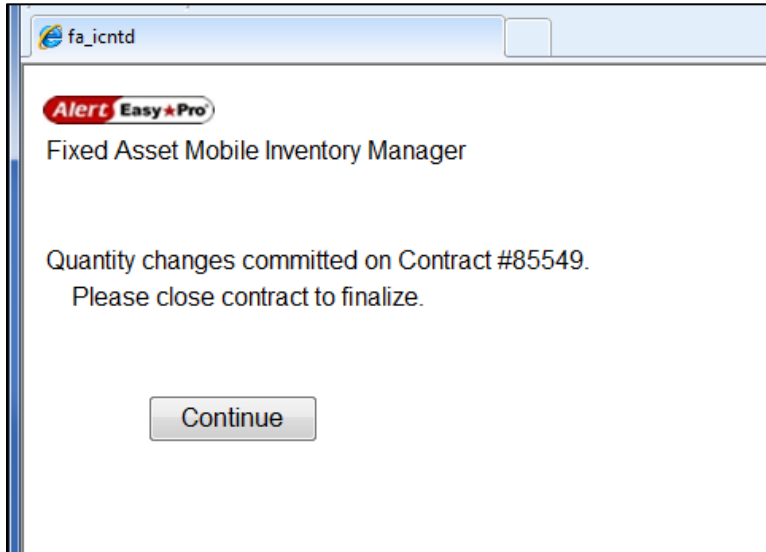 fa_icntd
Alert Easy★Pro
Fixed Asset Mobile Inventory Manager
Quantity changes committed on Contract #85549.
Please close contract to finalize.
Continue